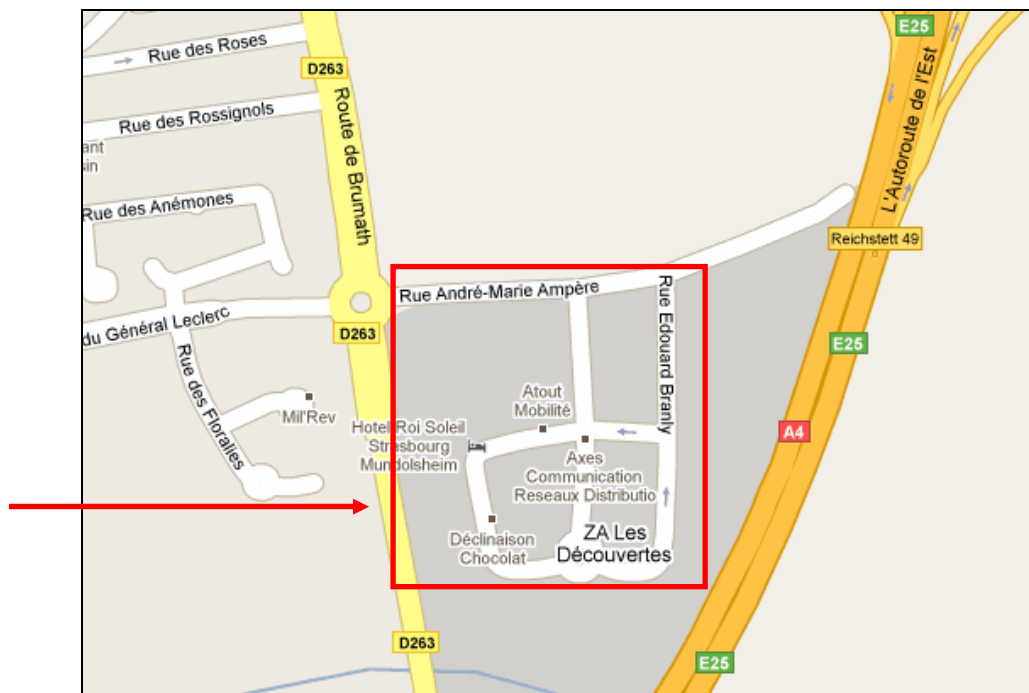 E25
Rue des Roses
D263
L'Autoroute de l'Est
Route de Brumath
Rue des Rossignols
ant
sin
Rue des Anémones
Reichstett 49
Rue André-Marie Ampère
Rue Edouard Branly
du Général Leclerc
D263
E25
Rue des Floralies
Mil'Rev
Atout
Mobilité
A4
Hotel Roi Soleil
Strasbourg
Mundolsheim
Axes
Communication
Reseaux Distributio
Déclinaison
Chocolat
ZA Les
Découvertes
D263
E25